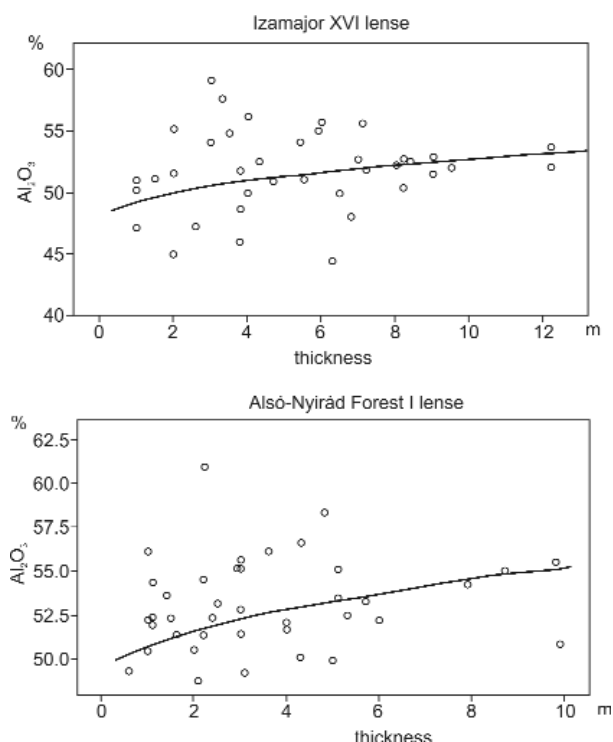 Izamajor XVI lense
%
60
55
50
45
40
Al₂O₃
0 2 4 6 8 10 12 m
thickness
Alsó-Nyirád Forest I lense
%
62.5
60.0
57.5
55.0
52.5
50.0
Al₂O₃
0 2 4 6 8 10 m
thickness